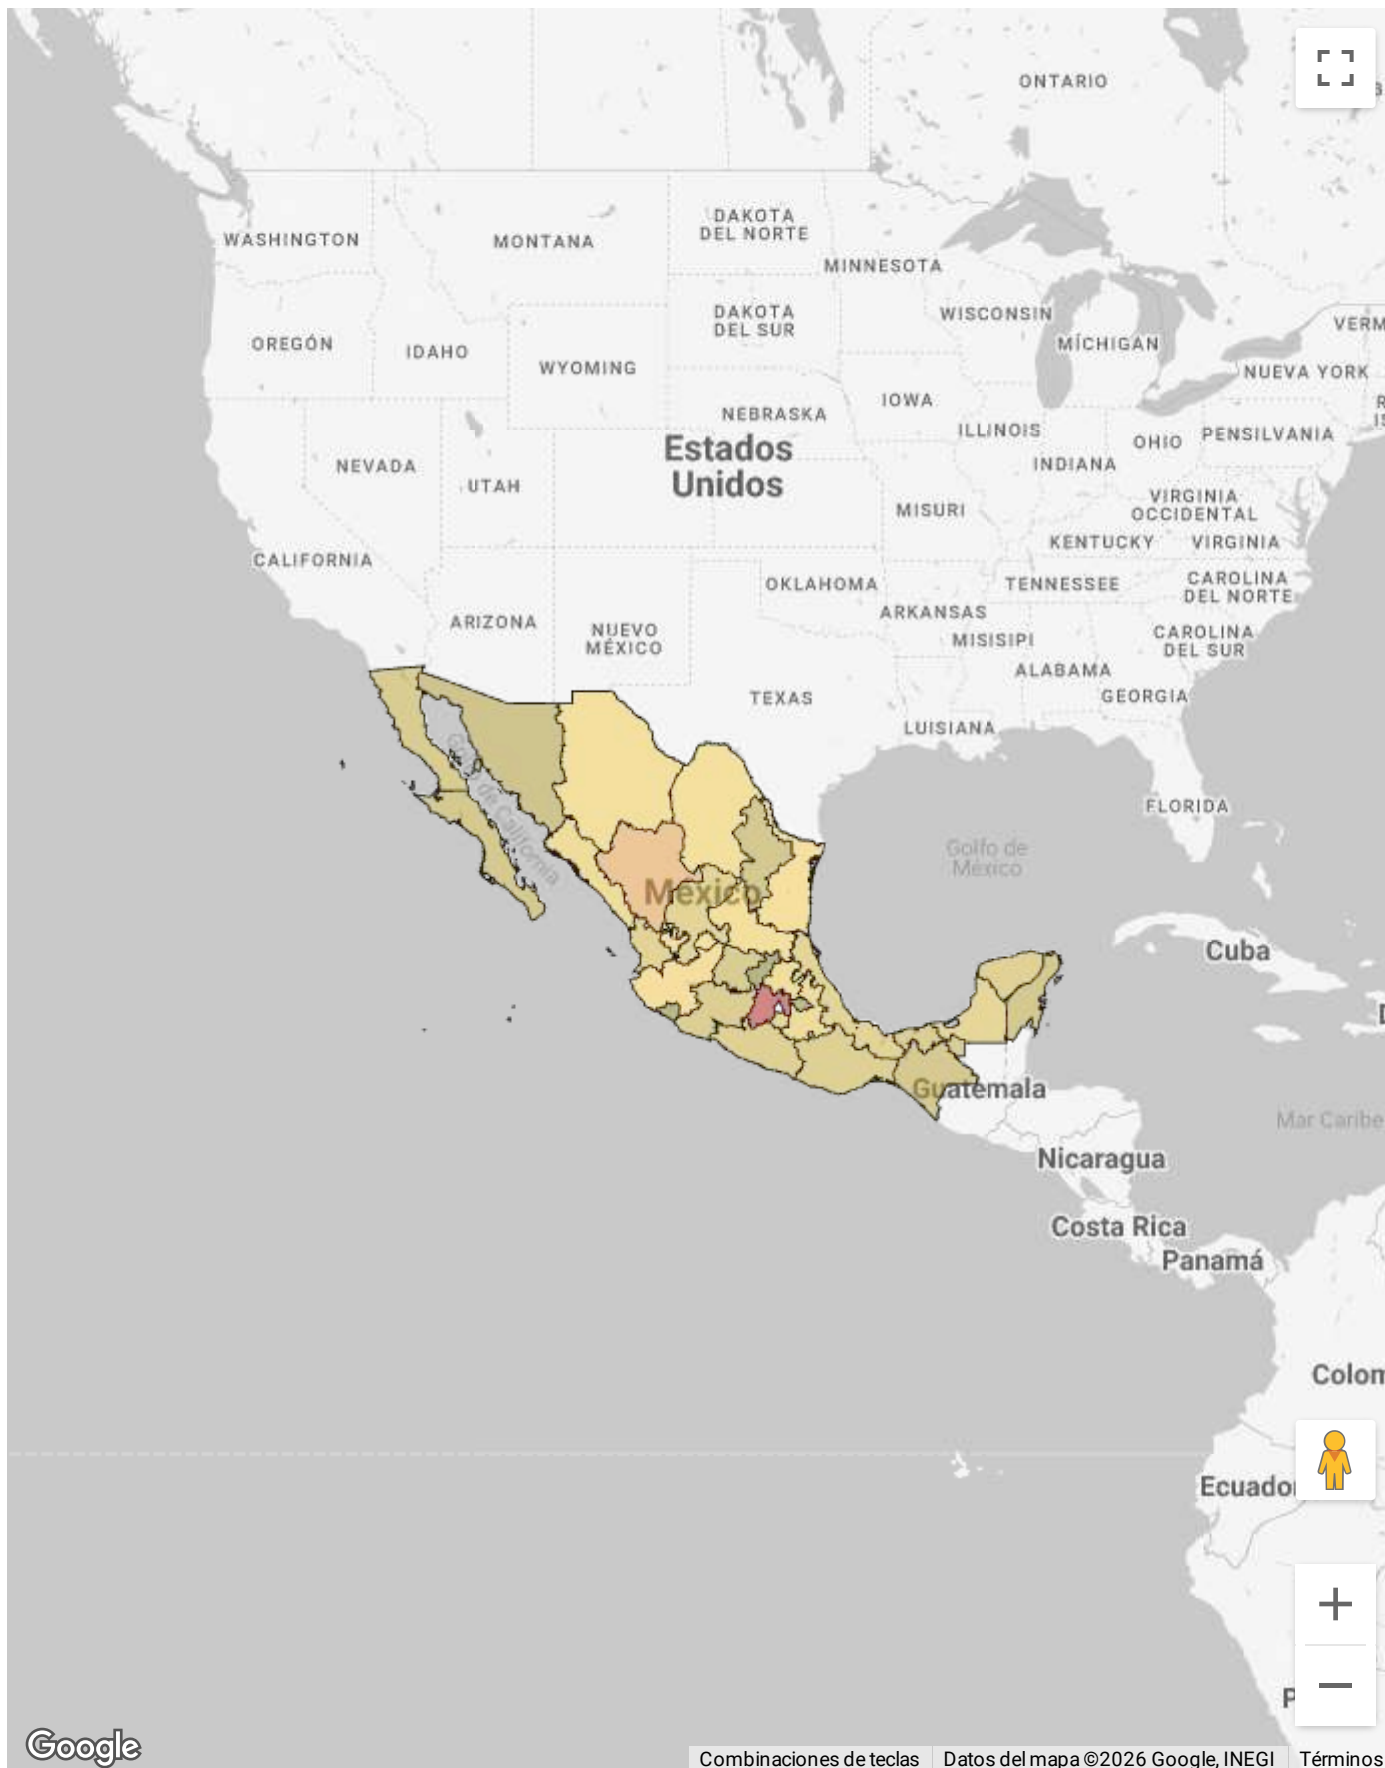 ONTARIO
WASHINGTON
MONTANA
DAKOTA
DEL NORTE
MINNESOTA
OREGÓN
IDAHO
WYOMING
DAKOTA
DEL SUR
WISCONSIN
MÍCHIGAN
VERM
NUEVA YORK
NEBRASKA
IOWA
ILLINOIS
OHIO
PENSILVANIA
Estados
Unidos
NEVADA
UTAH
INDIANA
MISURI
VIRGINIA
OCCIDENTAL
KENTUCKY
VIRGINIA
CALIFORNIA
OKLAHOMA
TENNESSEE
CAROLINA
DEL NORTE
ARIZONA
NUEVO
MÉXICO
ARKANSAS
MISISIPI
CAROLINA
DEL SUR
ALABAMA
GEORGIA
TEXAS
LUISIANA
Golfo de California
FLORIDA
Golfo de
México
México
Cuba
Guatemala
Mar Caribe
Nicaragua
Costa Rica
Panamá
Colom
Ecuador
P
Google
Combinaciones de teclas
Datos del mapa ©2026 Google, INEGI
Términos